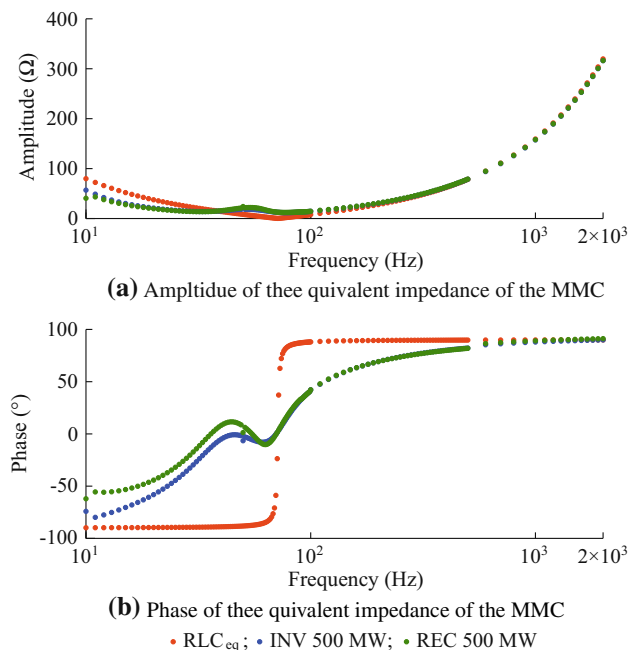 400
300
200
100
0
Amplitude (Ω)
10¹
10²
10³
2×10³
Frequency (Hz)
(a) Ampltidue of thee quivalent impedance of the MMC
100
50
0
-50
-100
Phase (°)
10¹
10²
10³
2×10³
Frequency (Hz)
(b) Phase of thee quivalent impedance of the MMC
RLCeq; INV 500 MW; REC 500 MW